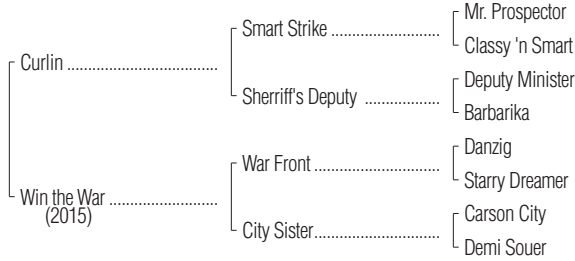 Mr. Prospector
Smart Strike ........................
Classy 'n Smart
Curlin .................................
Deputy Minister
Sherriff's Deputy ................
Barbarika
Danzig
War Front ...........................
Starry Dreamer
Win the War .......................
(2015)
Carson City
City Sister...........................
Demi Souer